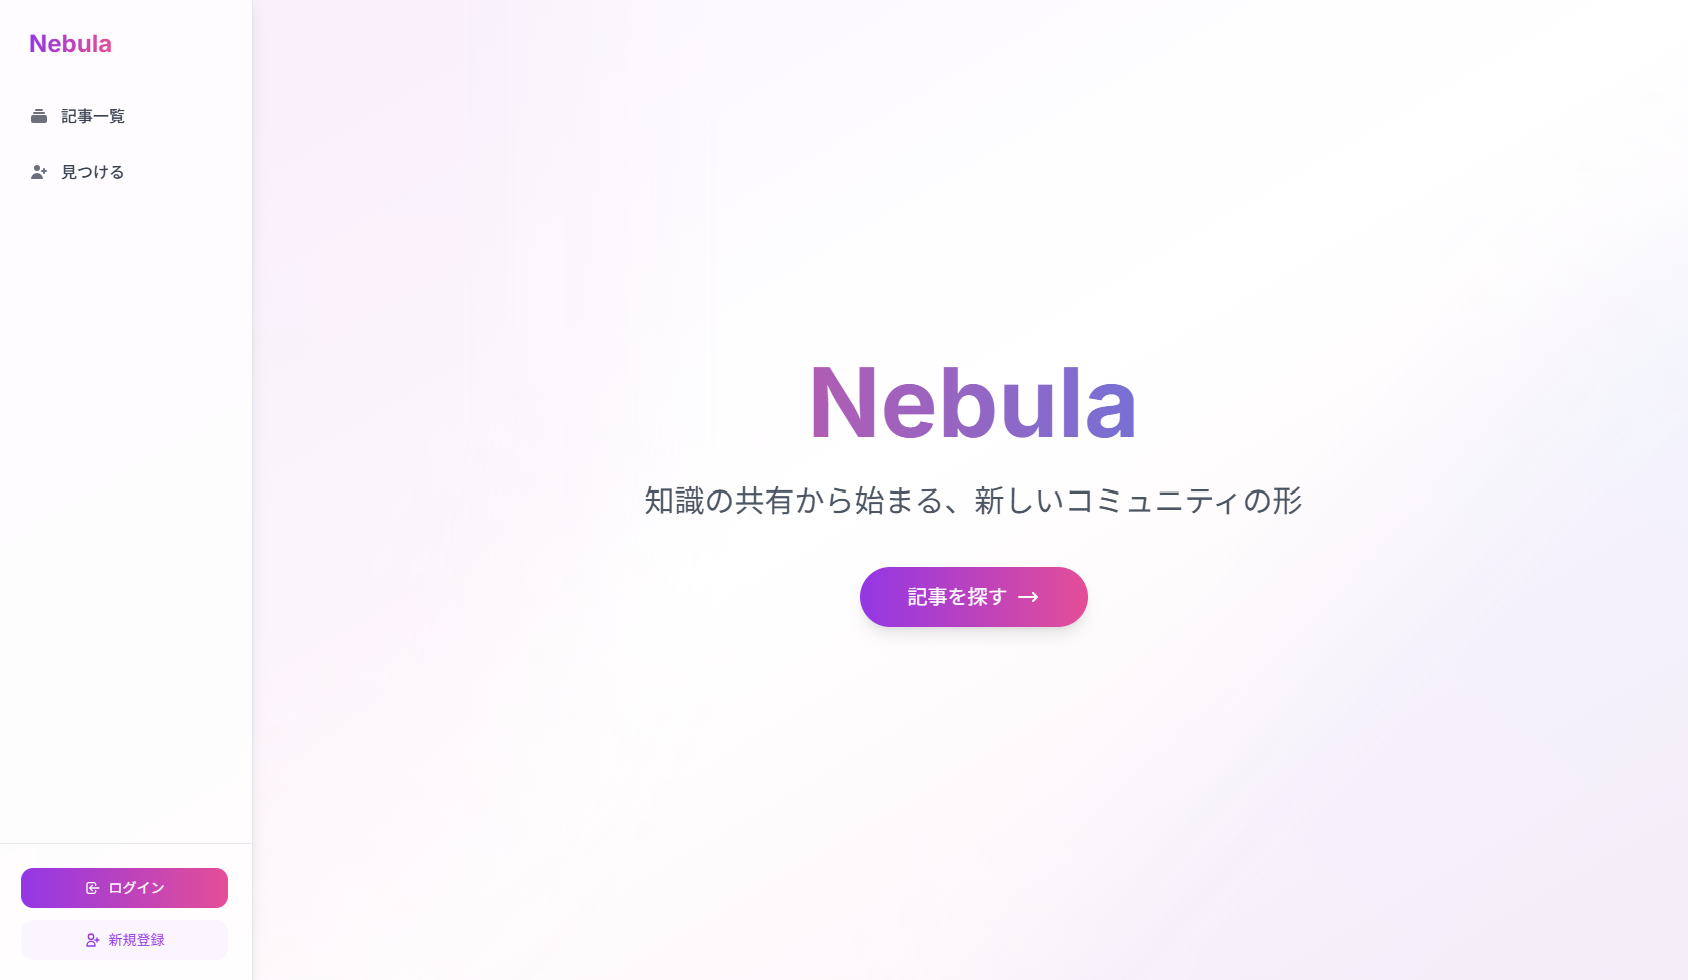 Nebula
記事一覧
見つける
Nebula
知識の共有から始まる、新しいコミュニティの形
記事を探す →
ログイン
新規登録